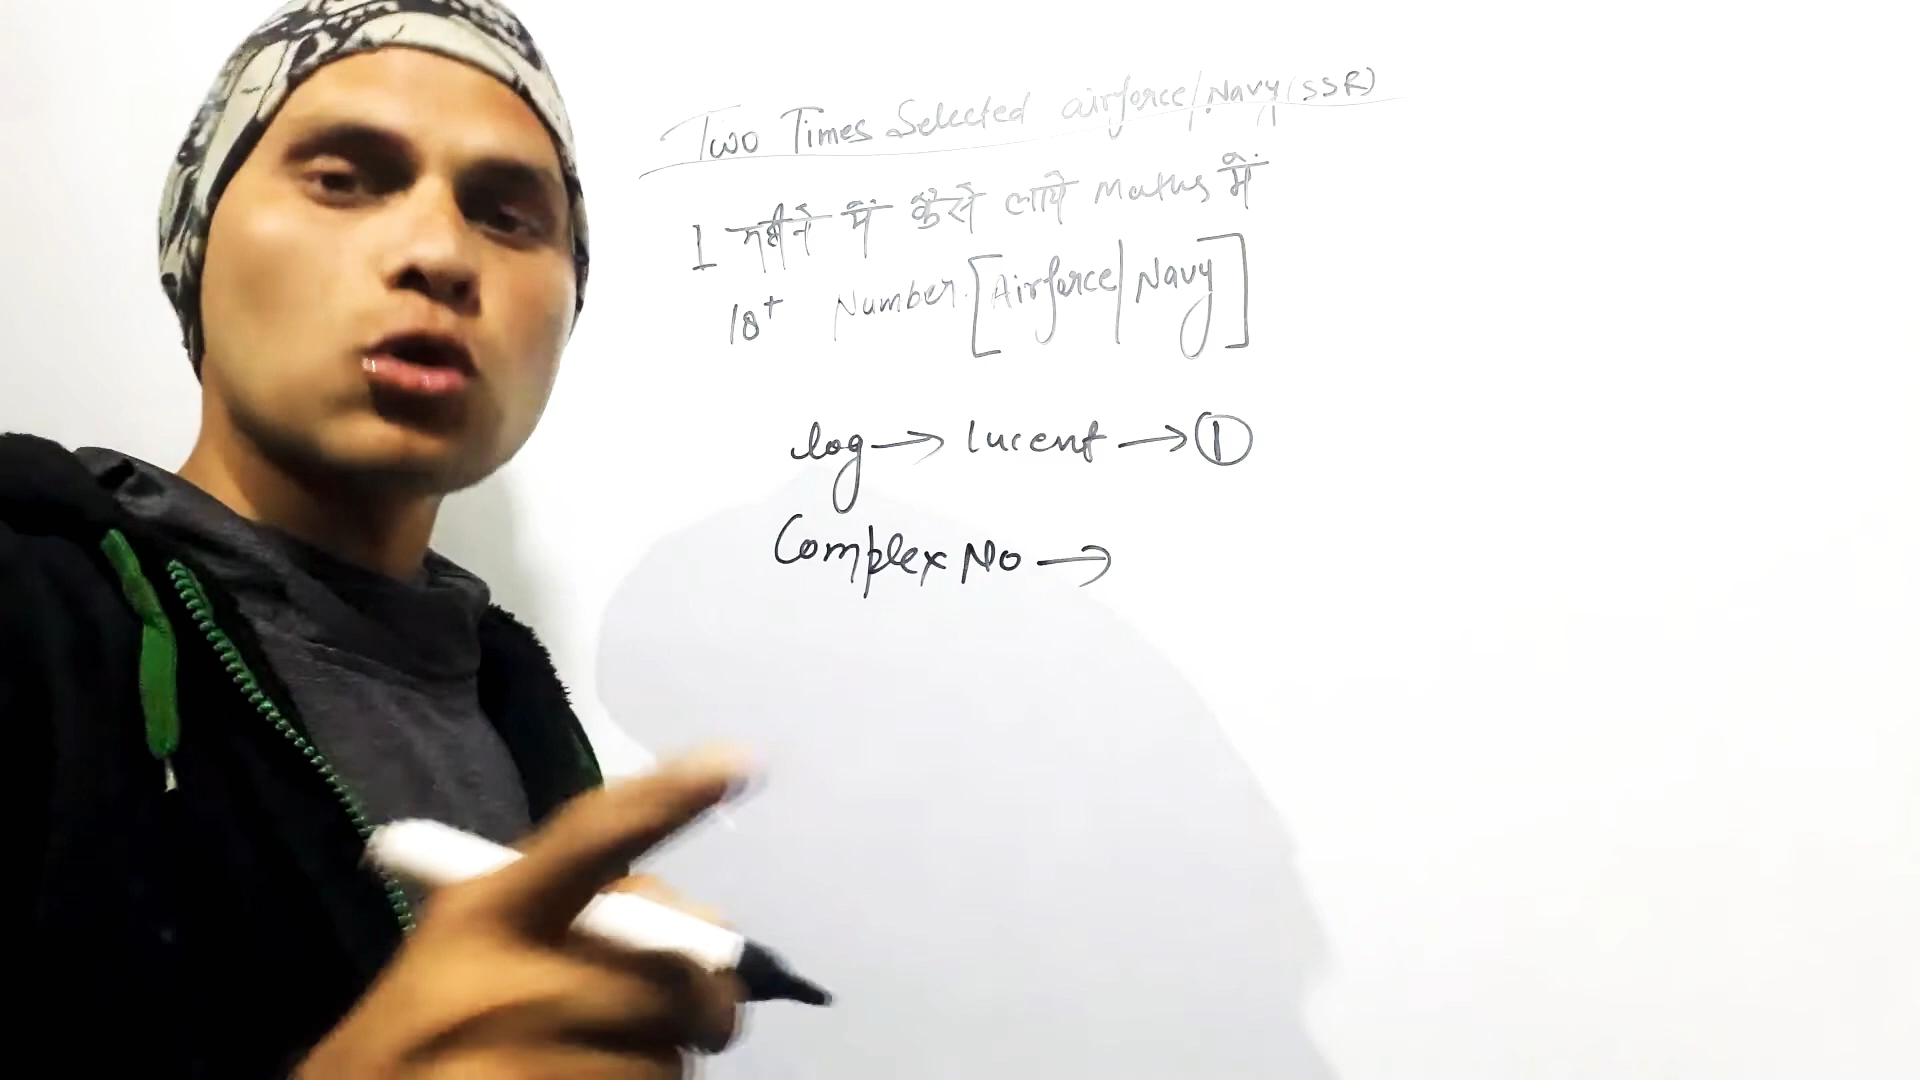 Two Times Selected airforce/Navy(SSR)
1 महीने में कैसे लाये Maths में
18+ Number [Airforce/Navy]
log → lucent → ①
Complex No →